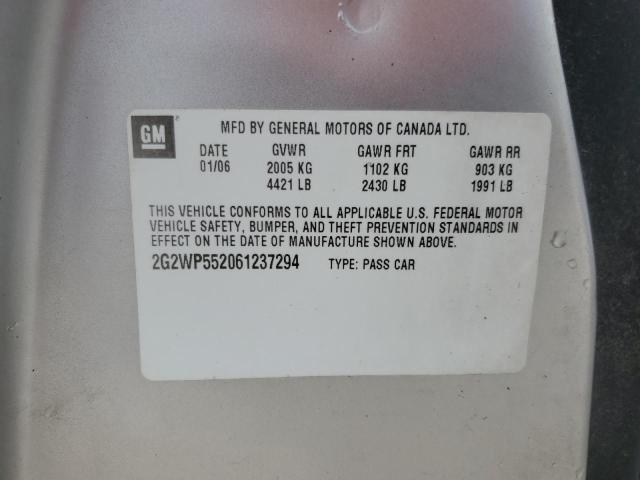 GM
MFD BY GENERAL MOTORS OF CANADA LTD.
DATE GVWR GAWR FRT GAWR RR
01/06 2005 KG 1102 KG 903 KG
4421 LB 2430 LB 1991 LB
THIS VEHICLE CONFORMS TO ALL APPLICABLE U.S. FEDERAL MOTOR
VEHICLE SAFETY, BUMPER, AND THEFT PREVENTION STANDARDS IN
EFFECT ON THE DATE OF MANUFACTURE SHOWN ABOVE.
2G2WP552061237294 TYPE: PASS CAR